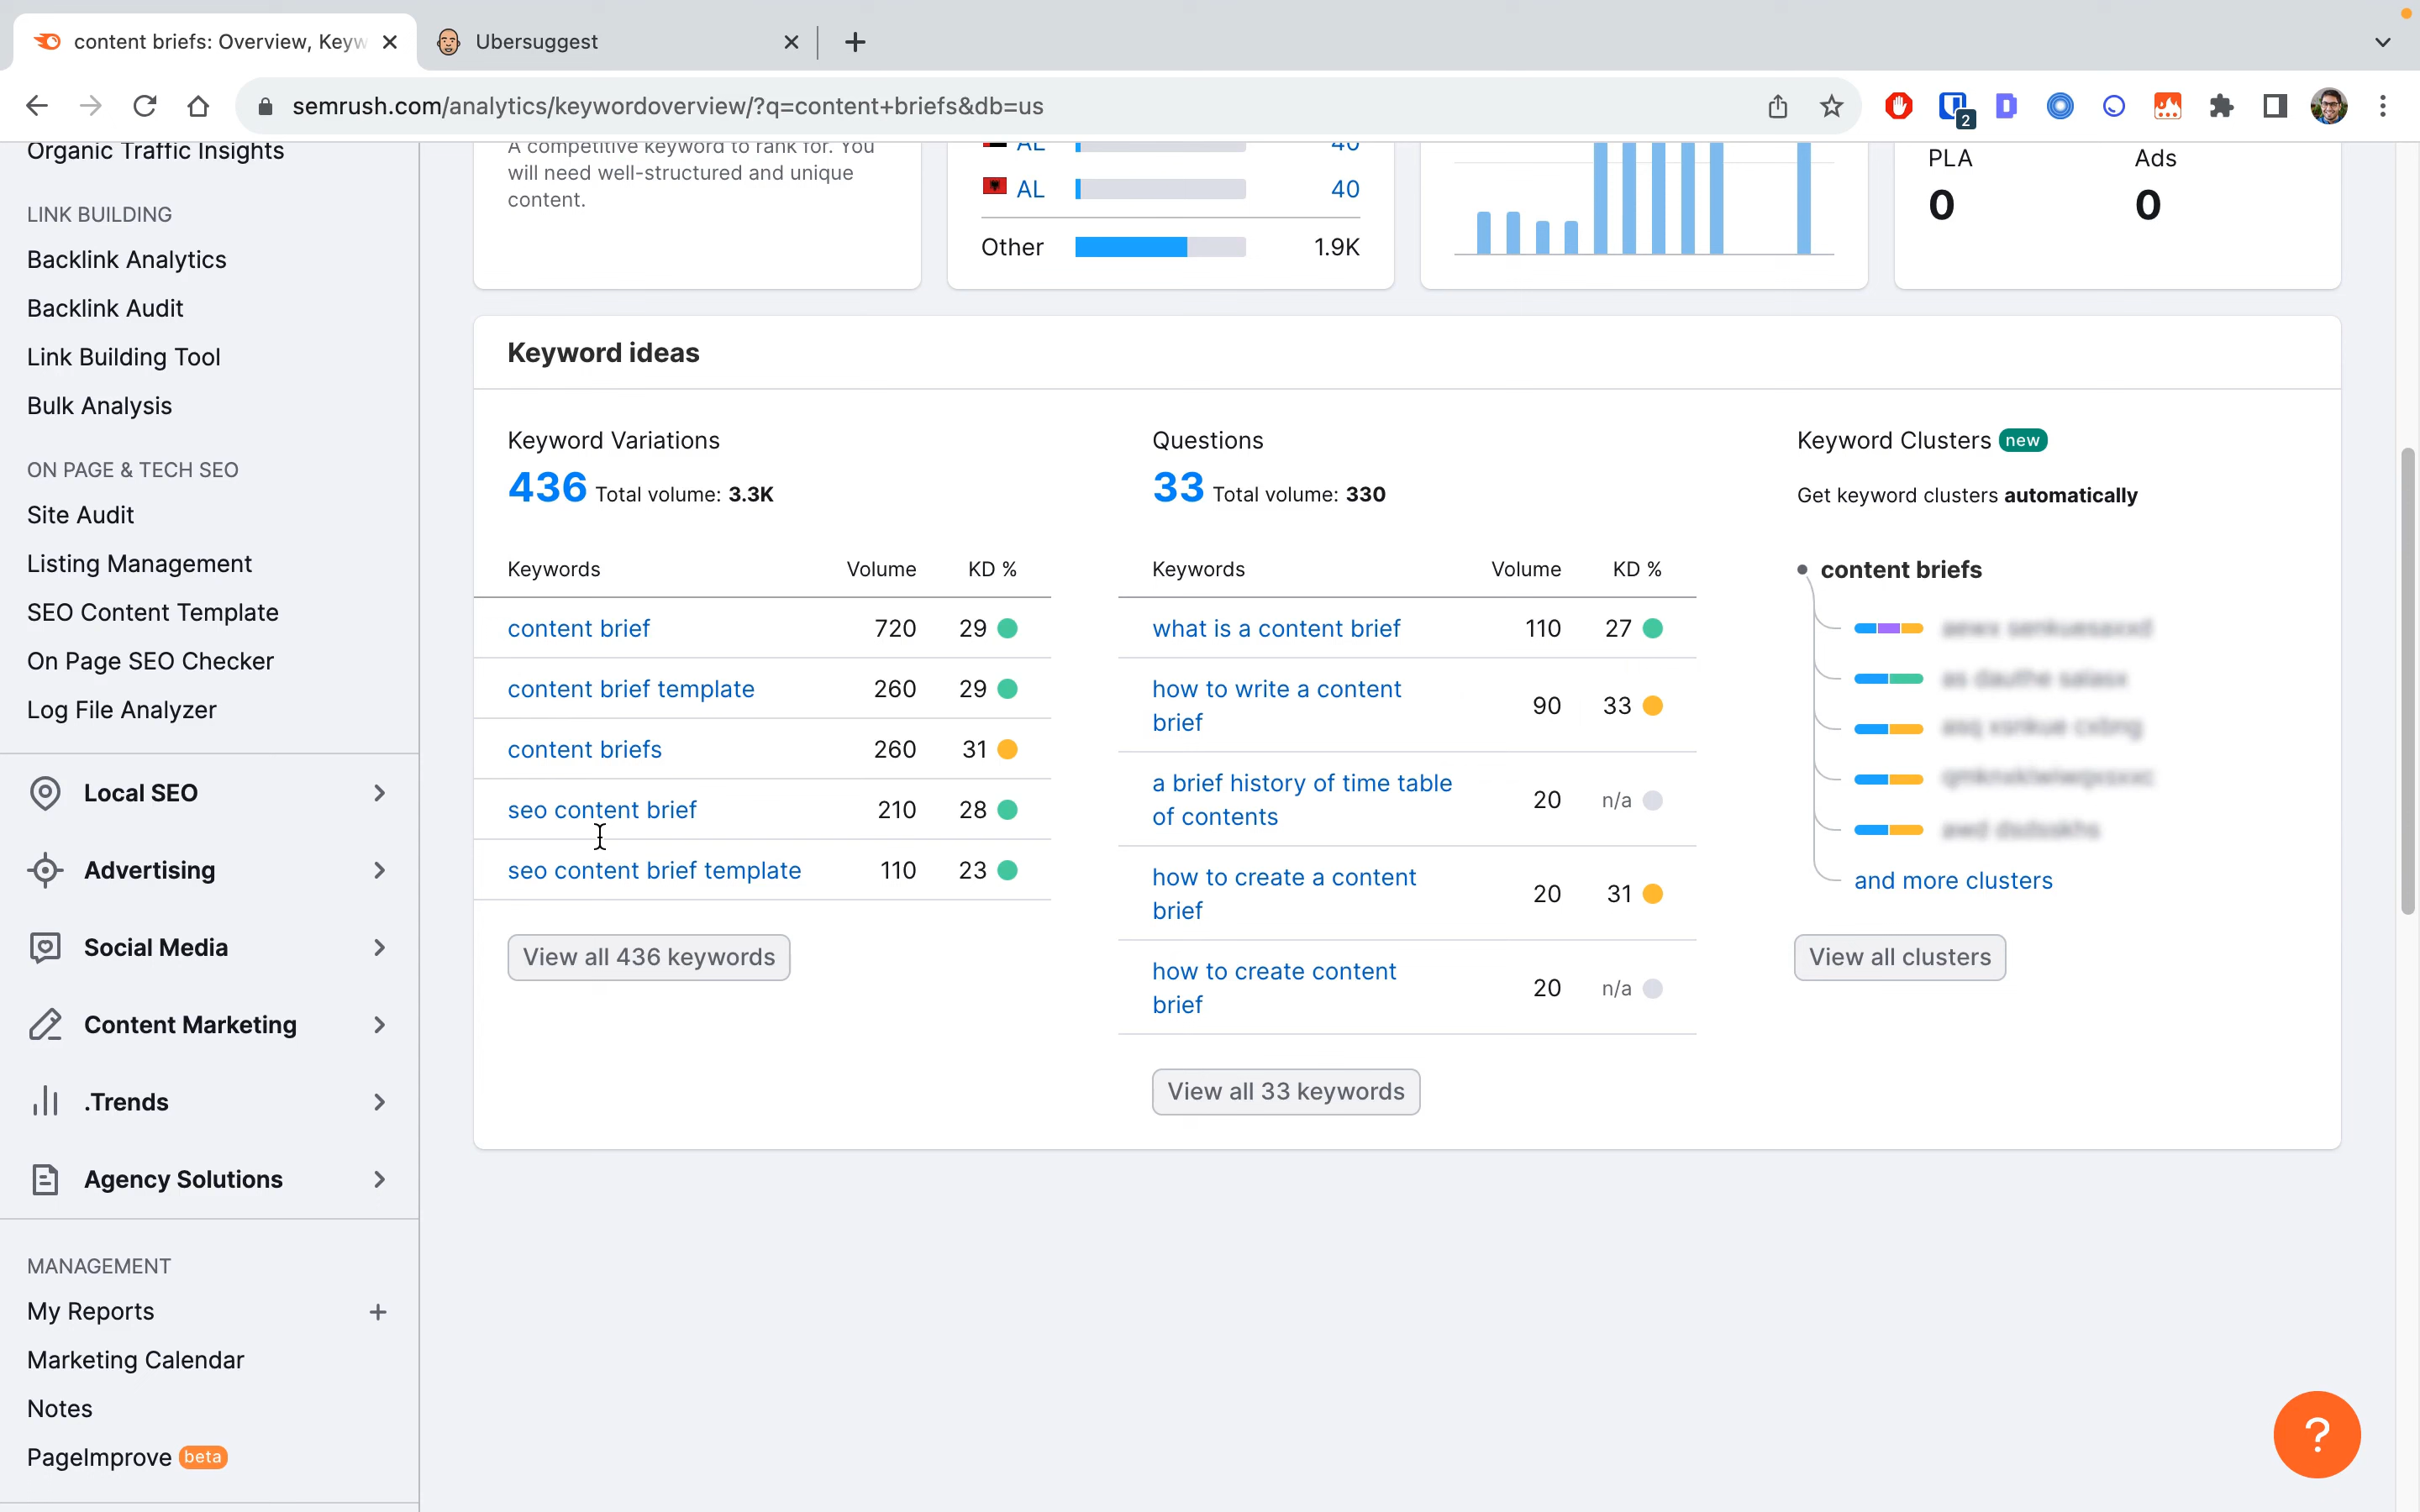 content briefs: Overview, Keyw
Ubersuggest
semrush.com/analytics/keywordoverview/?q=content+briefs&db=us
2
Organic Traffic Insights
LINK BUILDING
Backlink Analytics
Backlink Audit
Link Building Tool
Bulk Analysis
ON PAGE & TECH SEO
Site Audit
Listing Management
SEO Content Template
On Page SEO Checker
Log File Analyzer
Local SEO
Advertising
Social Media
Content Marketing
.Trends
Agency Solutions
MANAGEMENT
My Reports +
Marketing Calendar
Notes
PageImprove beta
A competitive keyword to rank for. You
will need well-structured and unique
content.
AL 40
AL 40
Other 1.9K
PLA Ads
0 0
Keyword ideas
Keyword Variations
436 Total volume: 3.3K
Keywords Volume KD %
content brief 720 29
content brief template 260 29
content briefs 260 31
seo content brief 210 28
seo content brief template 110 23
View all 436 keywords
Questions
33 Total volume: 330
Keywords Volume KD %
what is a content brief 110 27
how to write a content
brief 90 33
a brief history of time table
of contents 20 n/a
how to create a content
brief 20 31
how to create content
brief 20 n/a
View all 33 keywords
Keyword Clusters new
Get keyword clusters automatically
content briefs
and more clusters
View all clusters
?